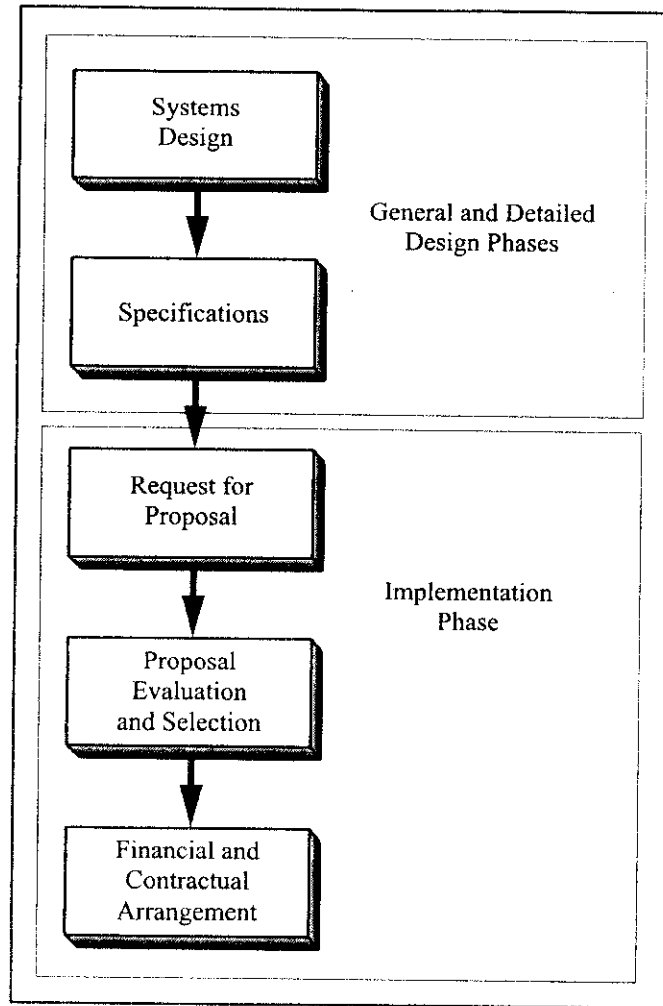 Systems
Design
General and Detailed
Design Phases
Specifications
Request for
Proposal
Implementation
Phase
Proposal
Evaluation
and Selection
Financial and
Contractual
Arrangement